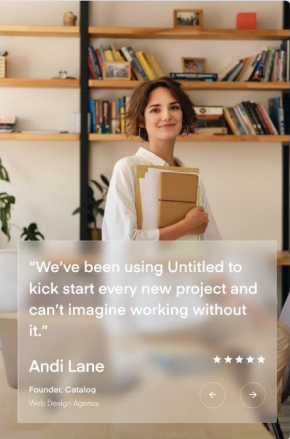 “We’ve been using Untitled to
kick start every new project and
can’t imagine working without
it.”
Andi Lane
Founder, Catalog
Web Design Agency